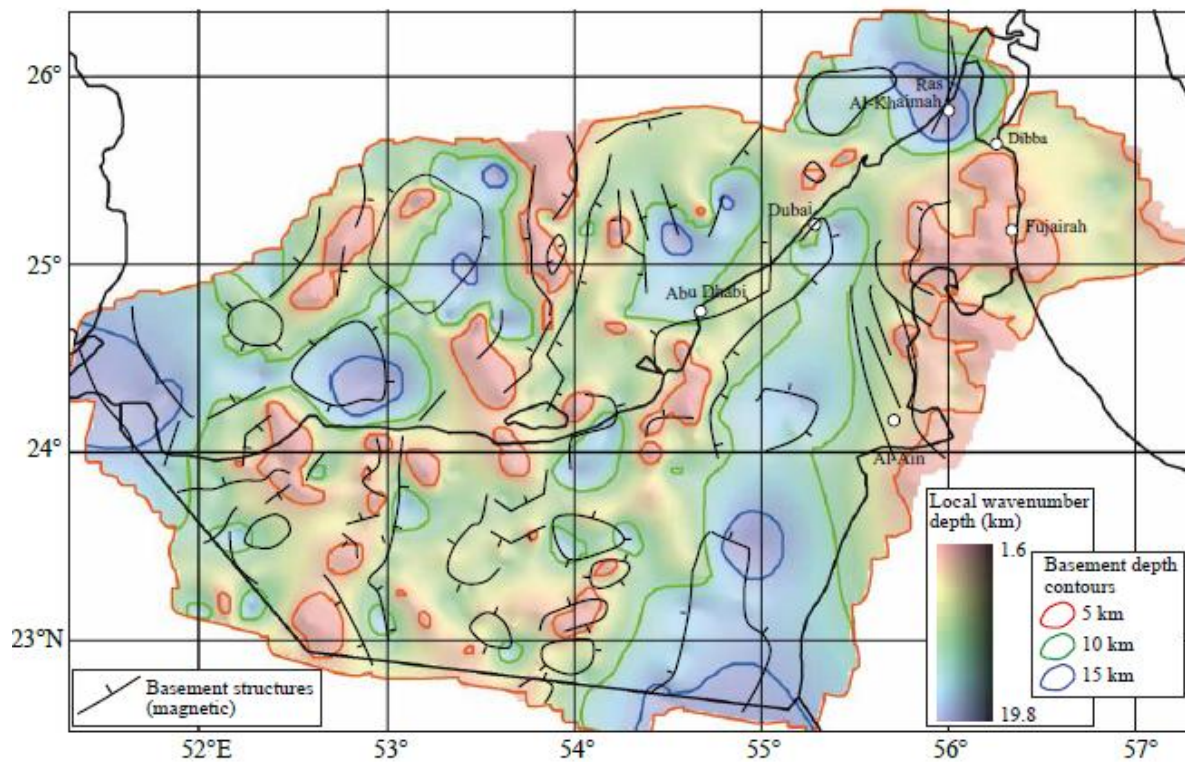 26°
25°
24°
23°N
Ras
Al-Khaimah
Dibba
Dubai
Fujairah
Abu Dhabi
Al-Ain
Local wavenumber
depth (km)
1.6
19.8
Basement depth
contours
5 km
10 km
15 km
Basement structures
(magnetic)
52°E
53°
54°
55°
56°
57°